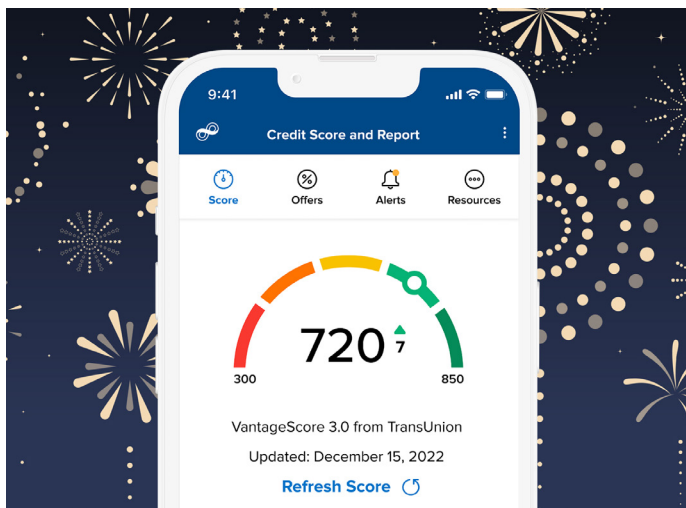 9:41
Credit Score and Report
Score Offers Alerts Resources
720 7
300 850
VantageScore 3.0 from TransUnion
Updated: December 15, 2022
Refresh Score